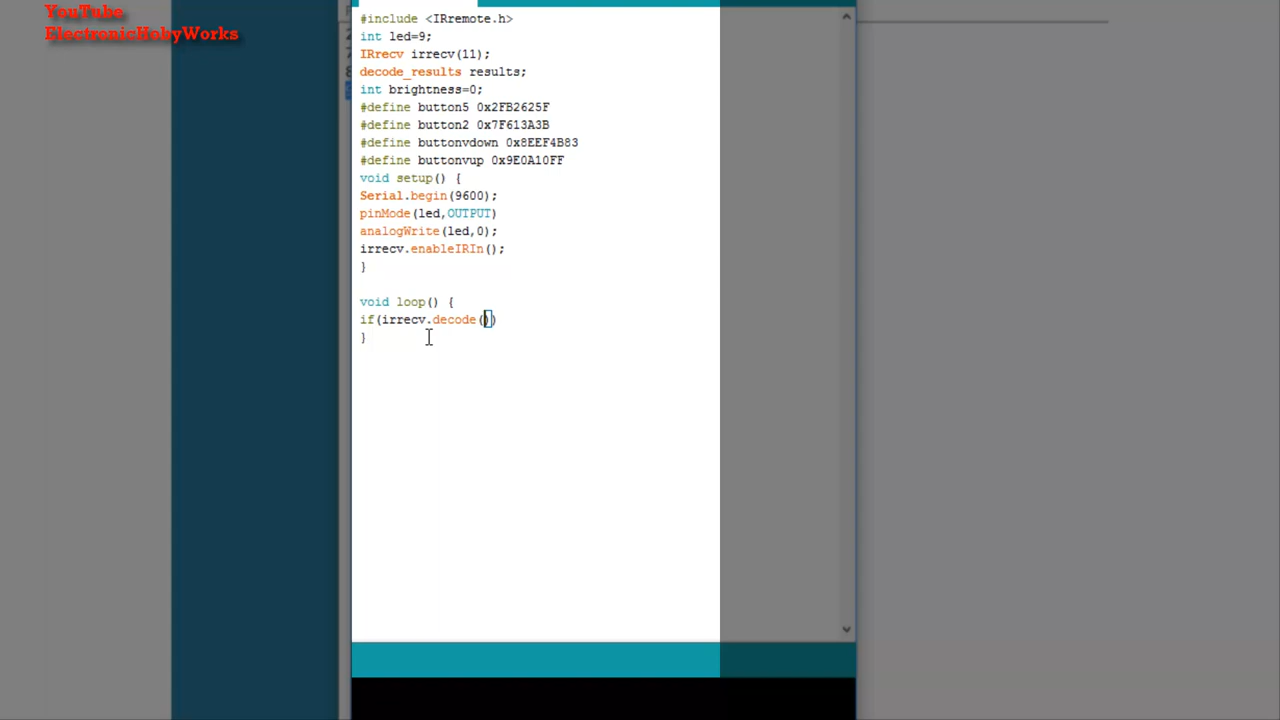 YouTube
ElectronicHobyWorks
#include <IRremote.h>
int led=9;
IRrecv irrecv(11);
decode_results results;
int brightness=0;
#define button5 0x2FB2625F
#define button2 0x7F613A3B
#define buttonvdown 0x8EEF4B83
#define buttonvup 0x9E0A10FF
void setup() {
Serial.begin(9600);
pinMode(led,OUTPUT)
analogWrite(led,0);
irrecv.enableIRIn();
}
void loop() {
if(irrecv.decode())
}